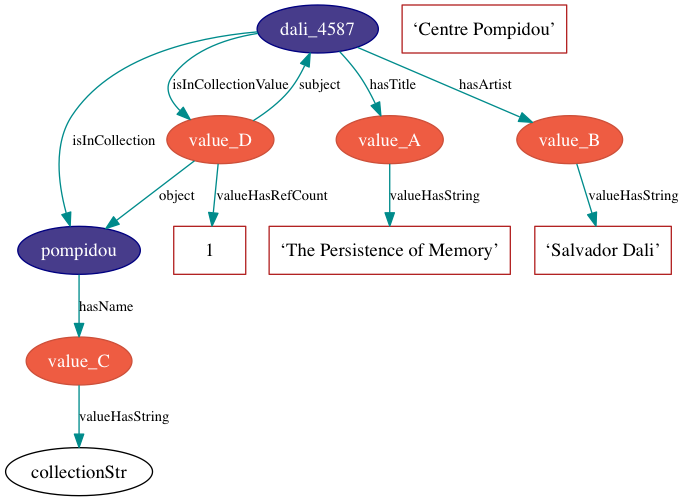 dali_4587
‘Centre Pompidou’
isInCollectionValue
subject
hasTitle
hasArtist
isInCollection
value_D
value_A
value_B
object
valueHasRefCount
valueHasString
valueHasString
pompidou
1
‘The Persistence of Memory’
‘Salvador Dali’
hasName
value_C
valueHasString
collectionStr